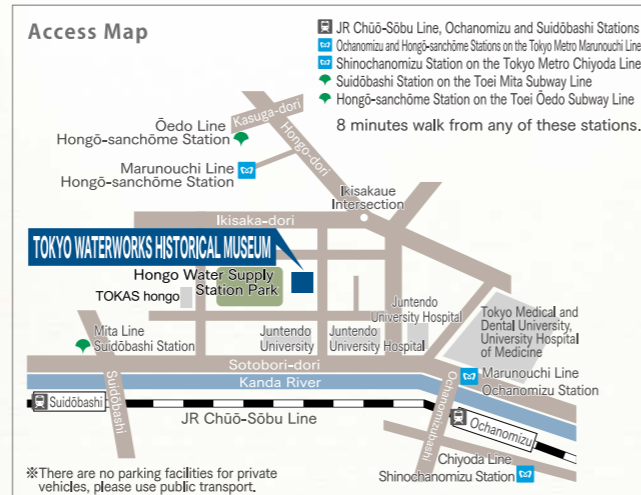 Access Map
JR Chūō-Sōbu Line, Ochanomizu and Suidōbashi Stations
Ochanomizu and Hongō-sanchōme Stations on the Tokyo Metro Marunouchi Line
Shinochanomizu Station on the Tokyo Metro Chiyoda Line
Suidōbashi Station on the Toei Mita Subway Line
Hongō-sanchōme Station on the Toei Ōedo Subway Line
8 minutes walk from any of these stations.
Kasuga-dori
Ōedo Line
Hongō-sanchōme Station
Hongo-dori
Marunouchi Line
Hongō-sanchōme Station
Ikisakaue
Intersection
Ikisaka-dori
TOKYO WATERWORKS HISTORICAL MUSEUM
Hongo Water Supply
Station Park
TOKAS hongo
Juntendo
University Hospital
Tokyo Medical and
Dental University,
University Hospital
of Medicine
Mita Line
Suidōbashi Station
Juntendo
University
Juntendo
University Hospital
Sotobori-dori
Marunouchi Line
Ochanomizu Station
Kanda River
Suidōbashi
Suidōbashi
JR Chūō-Sōbu Line
Ochanomizubashi
Ochanomizu
Chiyoda Line
Shinochanomizu Station
※There are no parking facilities for private
vehicles, please use public transport.